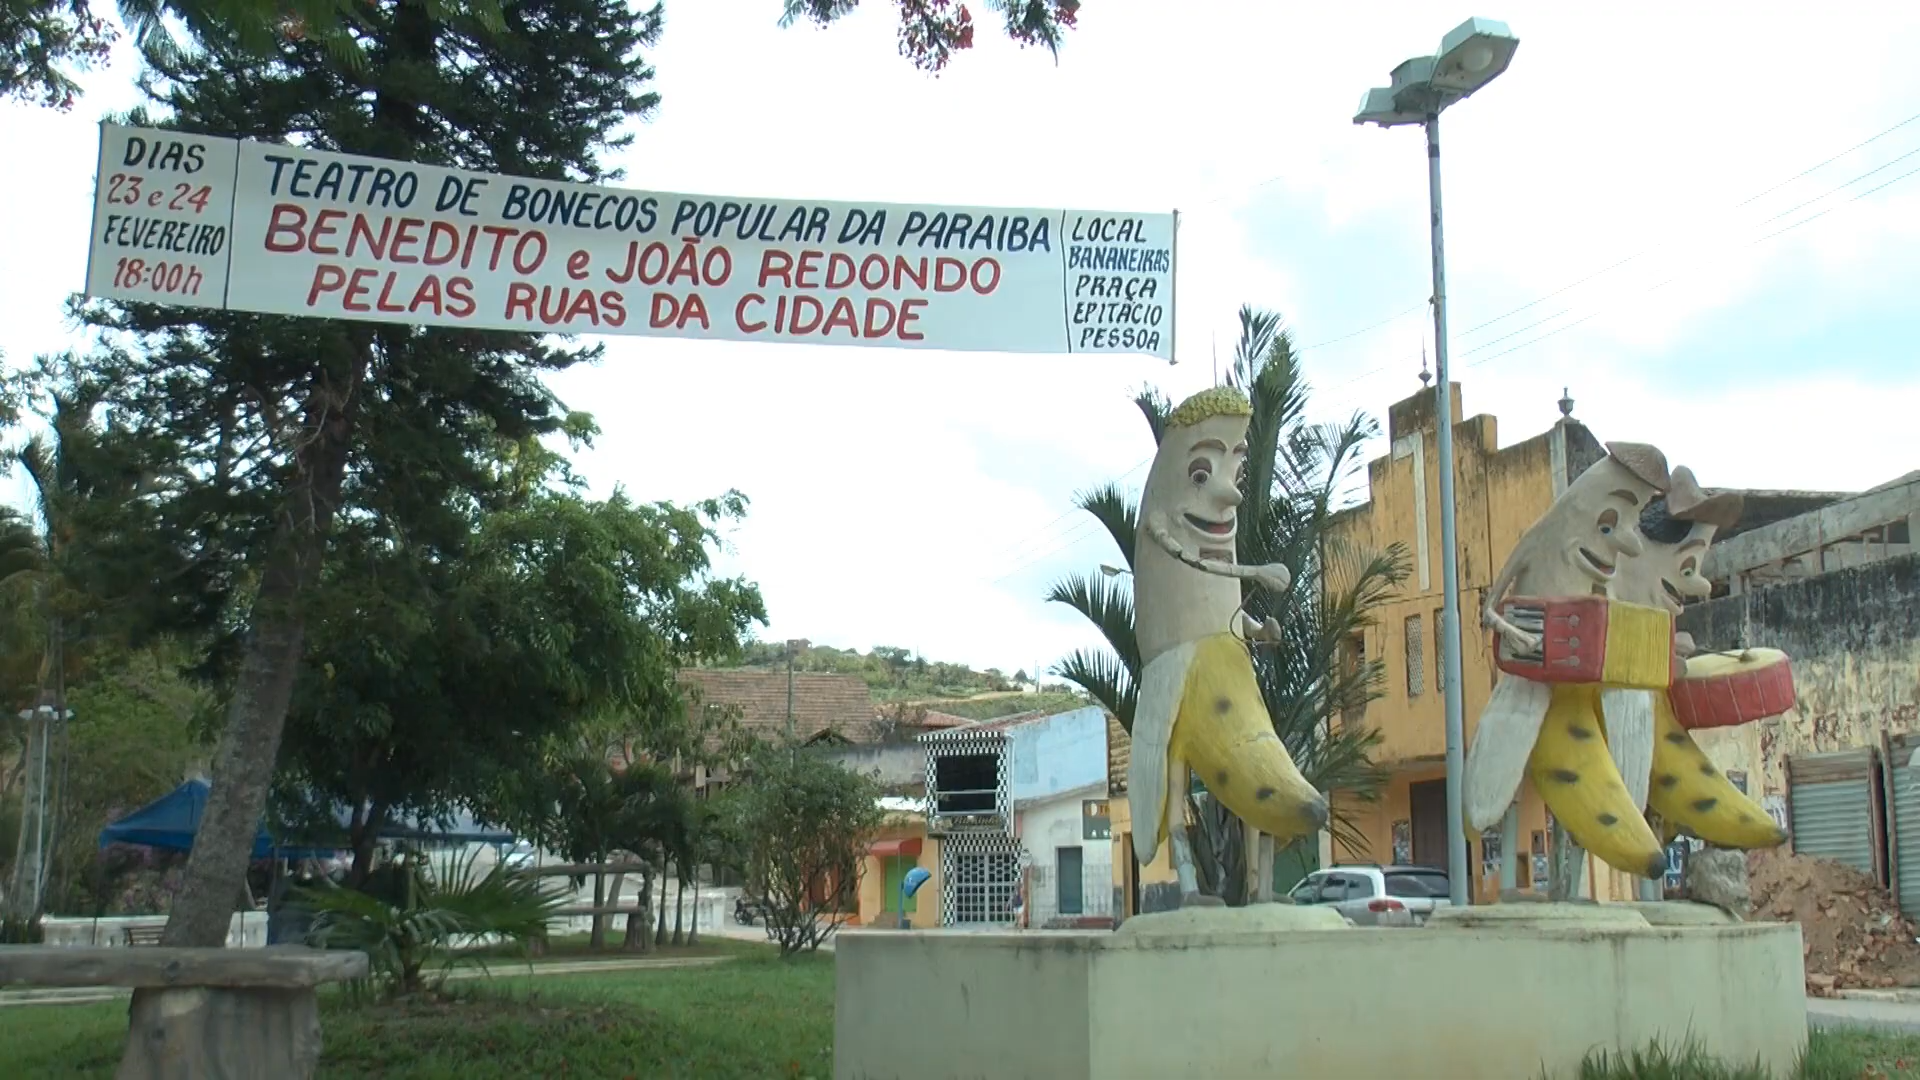 DIAS
23 e 24
FEVEREIRO
18:00h
TEATRO DE BONECOS POPULAR DA PARAIBA
BENEDITO e JOÃO REDONDO
PELAS RUAS DA CIDADE
LOCAL
BANANEIRAS
PRAÇA
EPITÁCIO
PESSOA